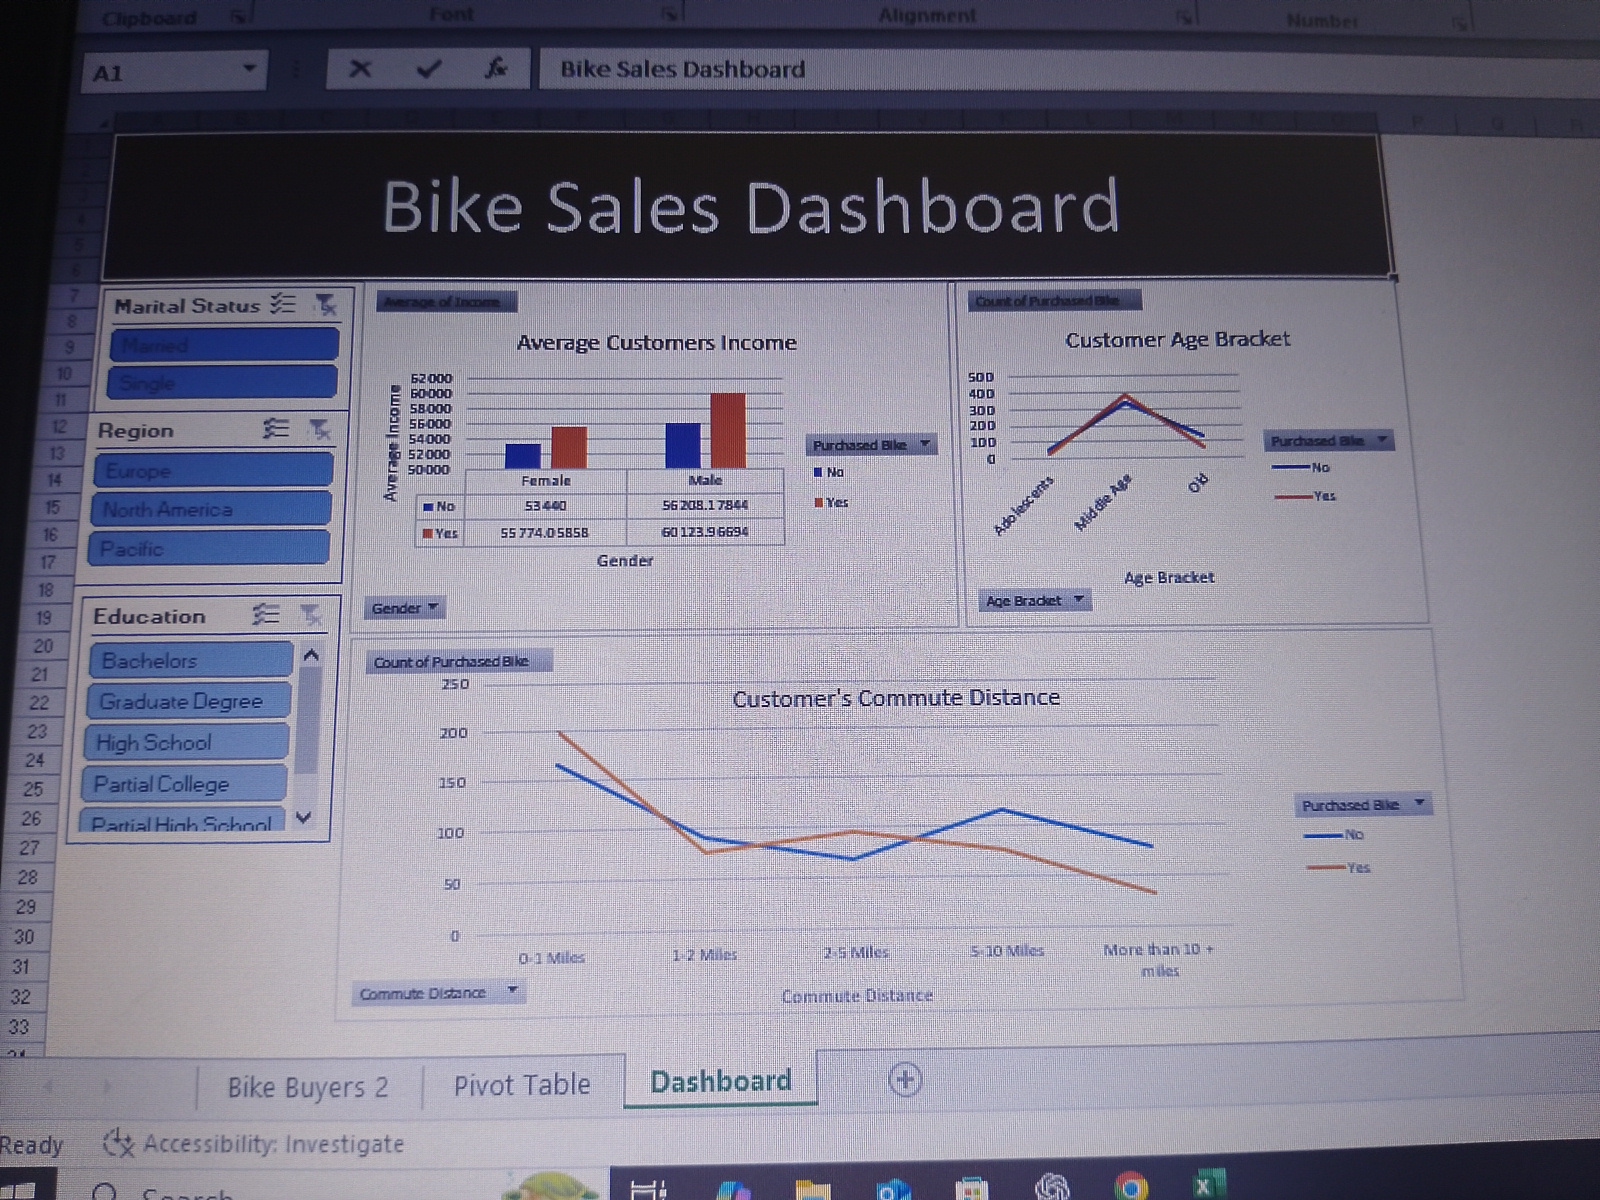 Clipboard
Font
Alignment
Number
A1
Bike Sales Dashboard
Bike Sales Dashboard
Marital Status
Married
Single
Region
Europe
North America
Pacific
Education
Bachelors
Graduate Degree
High School
Partial College
Partial High School
Average of Income
Average Customers Income
Average Income
62000
60000
58000
56000
54000
52000
50000
Female Male
No 53440 56208.17844
Yes 55774.05858 60123.96694
Gender
Purchased Bike
No
Yes
Gender
Count of Purchased Bike
Customer Age Bracket
500
400
300
200
100
0
Adolescents Middle Age Old
Age Bracket
Purchased Bike
No
Yes
Age Bracket
Count of Purchased Bike
Customer's Commute Distance
250
200
150
100
50
0
0-1 Miles 1-2 Miles 2-5 Miles 5-10 Miles More than 10 +
miles
Commute Distance
Purchased Bike
No
Yes
Commute Distance
7
8
9
10
11
12
13
14
15
16
17
18
19
20
21
22
23
24
25
26
27
28
29
30
31
32
33
Bike Buyers 2 Pivot Table Dashboard
Ready Accessibility: Investigate
Search